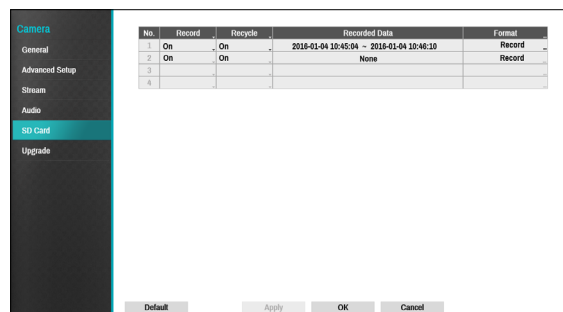 Camera
General
Advanced Setup
Stream
Audio
SD Card
Upgrade
No. Record Recycle Recorded Data Format
1 On On 2016-01-04 10:45:04 ~ 2016-01-04 10:46:10 Record
2 On On None Record
3
4
Default Apply OK Cancel